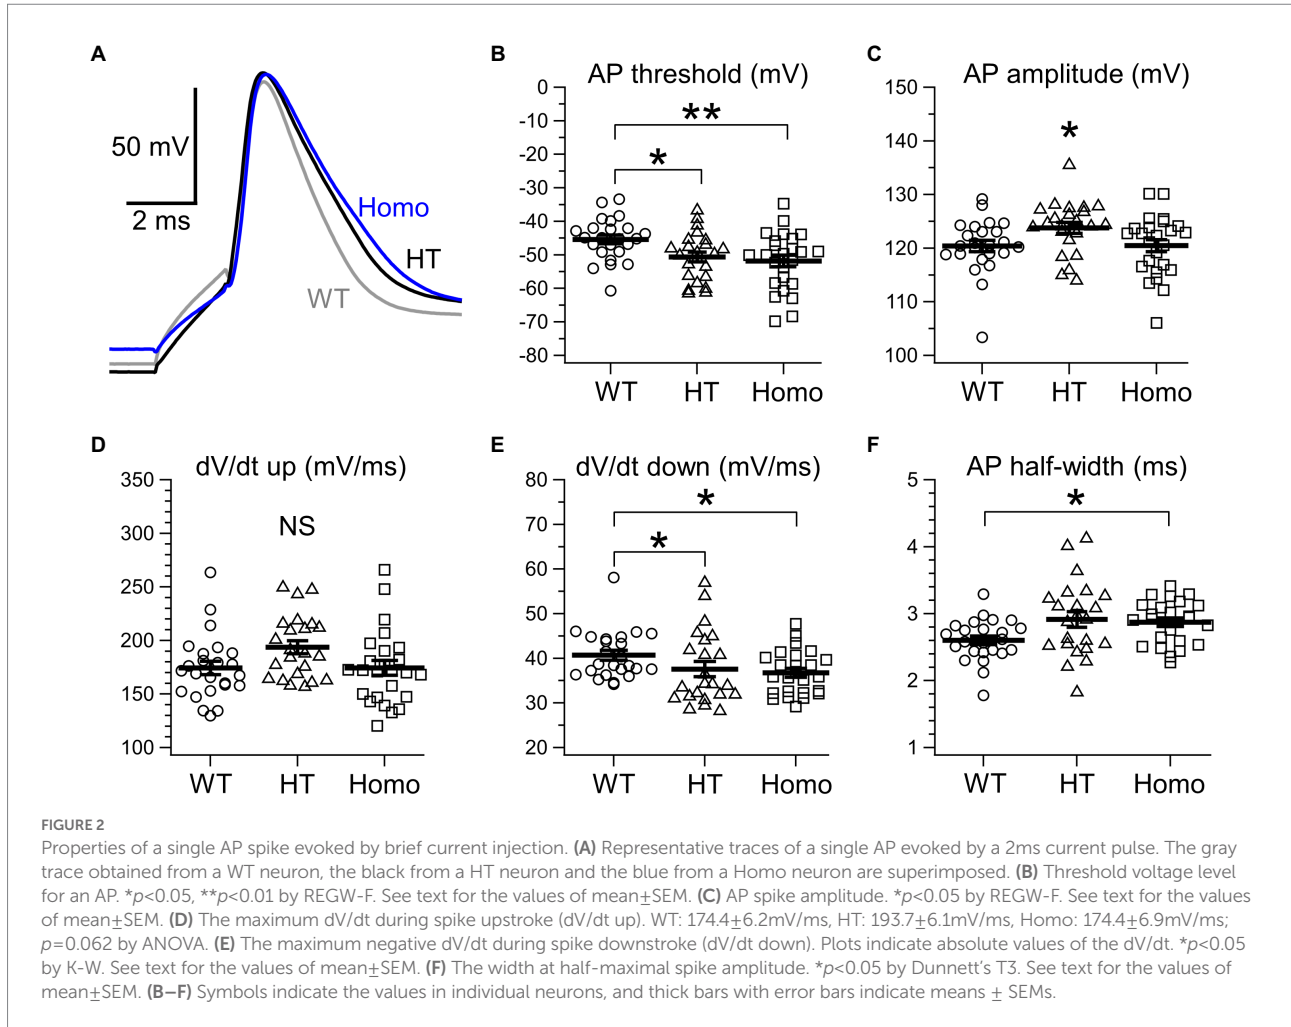 A
50 mV
2 ms
Homo
HT
WT
B
AP threshold (mV)
0
-10
-20
-30
-40
-50
-60
-70
-80
**
*
WT HT Homo
C
AP amplitude (mV)
150
140
130
120
110
100
*
WT HT Homo
D
dV/dt up (mV/ms)
350
300
250
200
150
100
NS
WT HT Homo
E
dV/dt down (mV/ms)
80
70
60
50
40
30
20
*
*
WT HT Homo
F
AP half-width (ms)
5
4
3
2
1
*
WT HT Homo
FIGURE 2
Properties of a single AP spike evoked by brief current injection. (A) Representative traces of a single AP evoked by a 2ms current pulse. The gray
trace obtained from a WT neuron, the black from a HT neuron and the blue from a Homo neuron are superimposed. (B) Threshold voltage level
for an AP. *p<0.05, **p<0.01 by REGW-F. See text for the values of mean±SEM. (C) AP spike amplitude. *p<0.05 by REGW-F. See text for the values
of mean±SEM. (D) The maximum dV/dt during spike upstroke (dV/dt up). WT: 174.4±6.2mV/ms, HT: 193.7±6.1mV/ms, Homo: 174.4±6.9mV/ms;
p=0.062 by ANOVA. (E) The maximum negative dV/dt during spike downstroke (dV/dt down). Plots indicate absolute values of the dV/dt. *p<0.05
by K-W. See text for the values of mean±SEM. (F) The width at half-maximal spike amplitude. *p<0.05 by Dunnett's T3. See text for the values of
mean±SEM. (B–F) Symbols indicate the values in individual neurons, and thick bars with error bars indicate means ± SEMs.